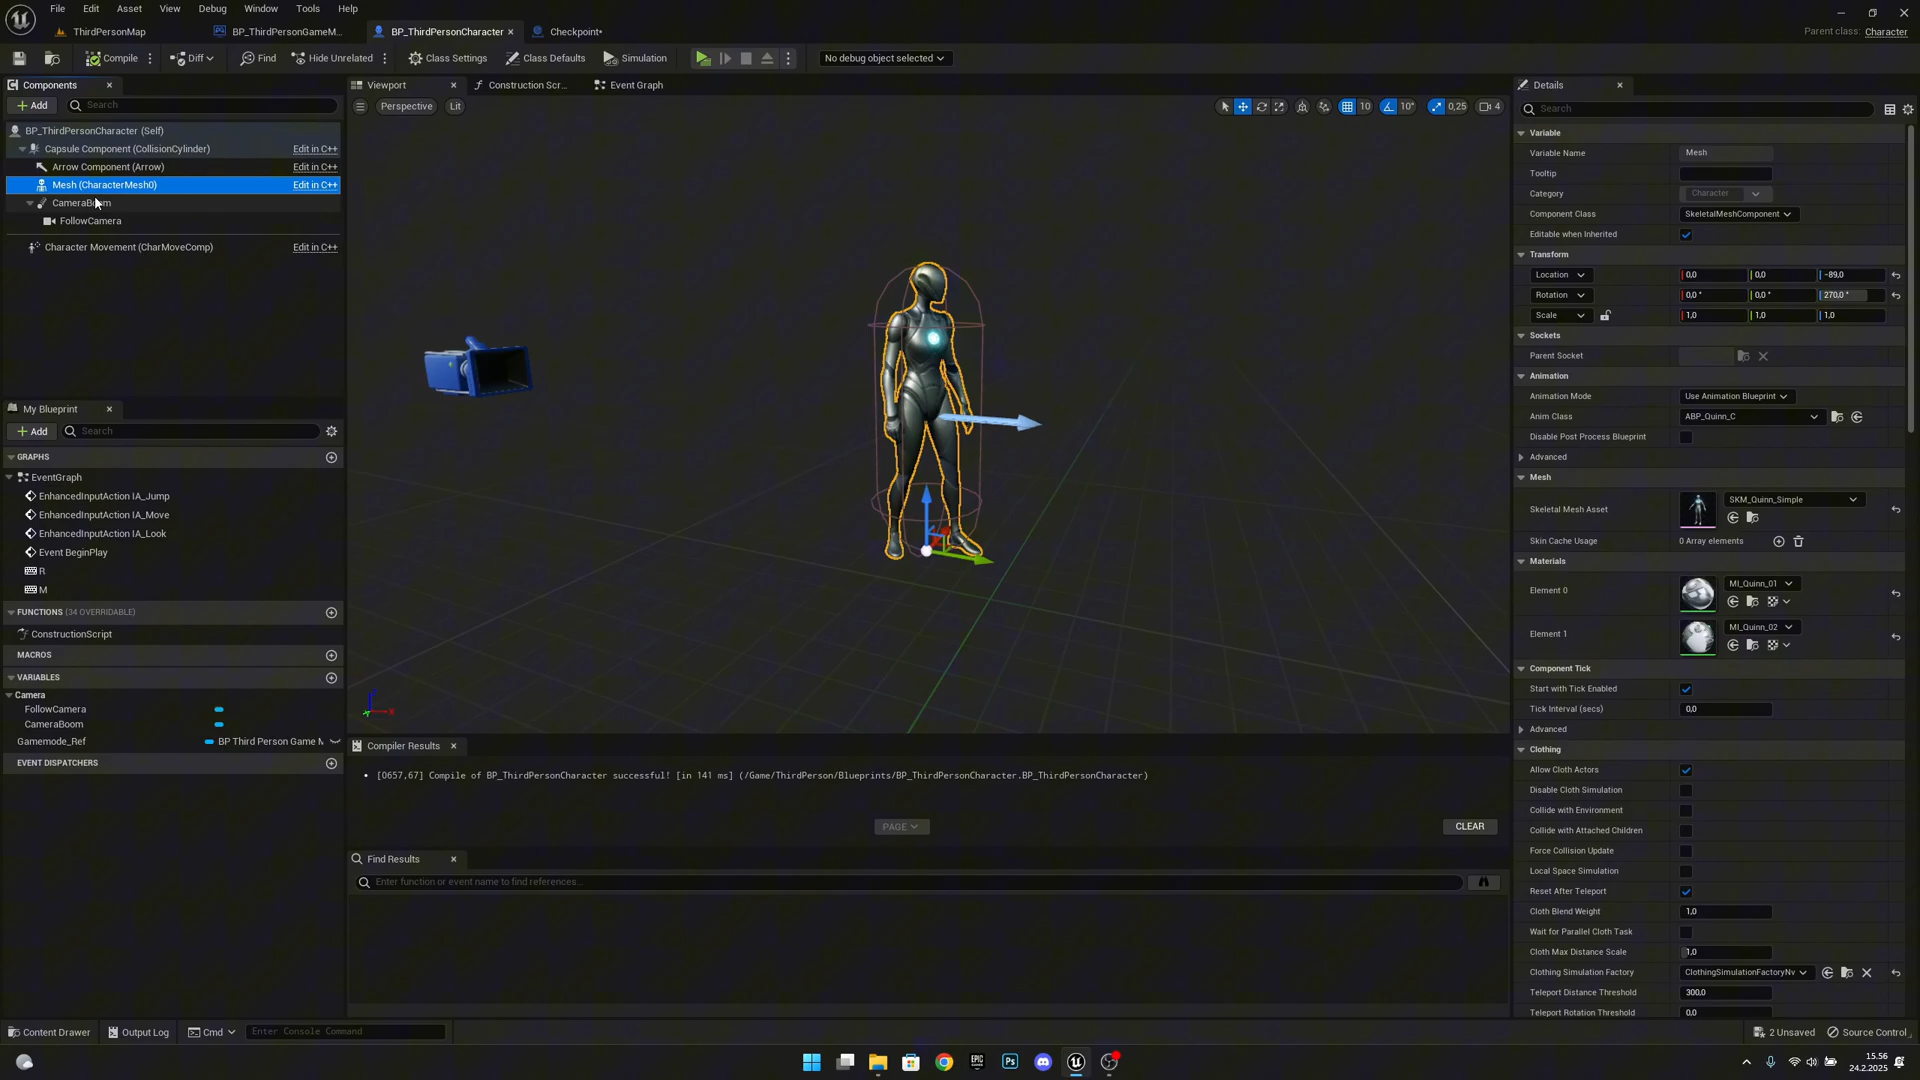 File Edit Asset View Debug Window Tools Help
ThirdPersonMap BP_ThirdPersonGameM... BP_ThirdPersonCharacter Checkpoint•
Parent class: Character
Compile Diff Find Hide Unrelated Class Settings Class Defaults Simulation No debug object selected
Components
Add Search
BP_ThirdPersonCharacter (Self)
Capsule Component (CollisionCylinder) Edit in C++
Arrow Component (Arrow) Edit in C++
Mesh (CharacterMesh0) Edit in C++
CameraBoom
FollowCamera
Character Movement (CharMoveComp) Edit in C++
My Blueprint
Add Search
GRAPHS
EventGraph
EnhancedInputAction IA_Jump
EnhancedInputAction IA_Move
EnhancedInputAction IA_Look
Event BeginPlay
R
M
FUNCTIONS (34 OVERRIDABLE)
ConstructionScript
MACROS
VARIABLES
Camera
FollowCamera
CameraBoom
Gamemode_Ref BP Third Person Game M
EVENT DISPATCHERS
Viewport Construction Scr... Event Graph
Perspective Lit
10 10° 0,25 4
Compiler Results
[0657,67] Compile of BP_ThirdPersonCharacter successful! [in 141 ms] (/Game/ThirdPerson/Blueprints/BP_ThirdPersonCharacter.BP_ThirdPersonCharacter)
PAGE CLEAR
Find Results
Enter function or event name to find references...
Details
Search
Variable
Variable Name Mesh
Tooltip
Category Character
Component Class SkeletalMeshComponent
Editable when Inherited
Transform
Location 0,0 0,0 -89,0
Rotation 0,0 ° 0,0 ° 270,0 °
Scale 1,0 1,0 1,0
Sockets
Parent Socket
Animation
Animation Mode Use Animation Blueprint
Anim Class ABP_Quinn_C
Disable Post Process Blueprint
Advanced
Mesh
Skeletal Mesh Asset SKM_Quinn_Simple
Skin Cache Usage 0 Array elements
Materials
Element 0 MI_Quinn_01
Element 1 MI_Quinn_02
Component Tick
Start with Tick Enabled
Tick Interval (secs) 0,0
Advanced
Clothing
Allow Cloth Actors
Disable Cloth Simulation
Collide with Environment
Collide with Attached Children
Force Collision Update
Local Space Simulation
Reset After Teleport
Cloth Blend Weight 1,0
Wait for Parallel Cloth Task
Cloth Max Distance Scale 1,0
Clothing Simulation Factory ClothingSimulationFactoryNv
Teleport Distance Threshold 300,0
Teleport Rotation Threshold 0,0
Content Drawer Output Log Cmd Enter Console Command 2 Unsaved Source Control
15.56
24.2.2025